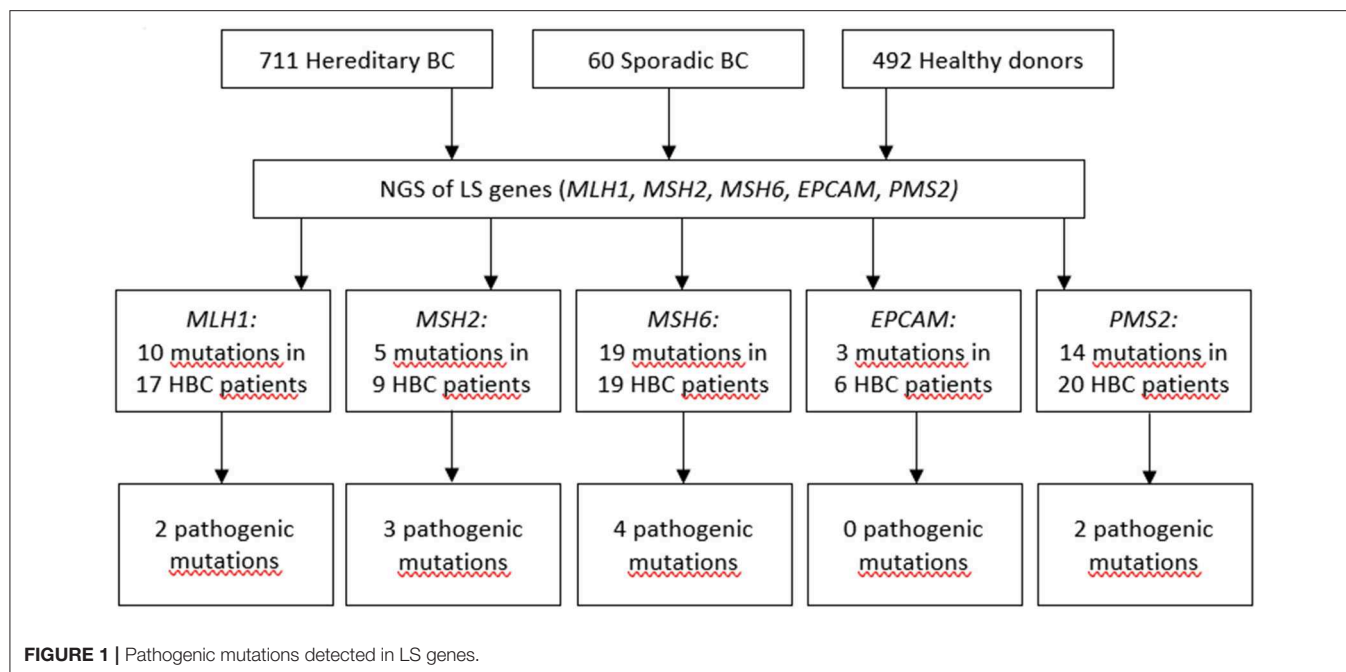 711 Hereditary BC
60 Sporadic BC
492 Healthy donors
NGS of LS genes (MLH1, MSH2, MSH6, EPCAM, PMS2)
MLH1:
10 mutations in
17 HBC patients
MSH2:
5 mutations in
9 HBC patients
MSH6:
19 mutations in
19 HBC patients
EPCAM:
3 mutations in
6 HBC patients
PMS2:
14 mutations in
20 HBC patients
2 pathogenic
mutations
3 pathogenic
mutations
4 pathogenic
mutations
0 pathogenic
mutations
2 pathogenic
mutations
FIGURE 1 | Pathogenic mutations detected in LS genes.